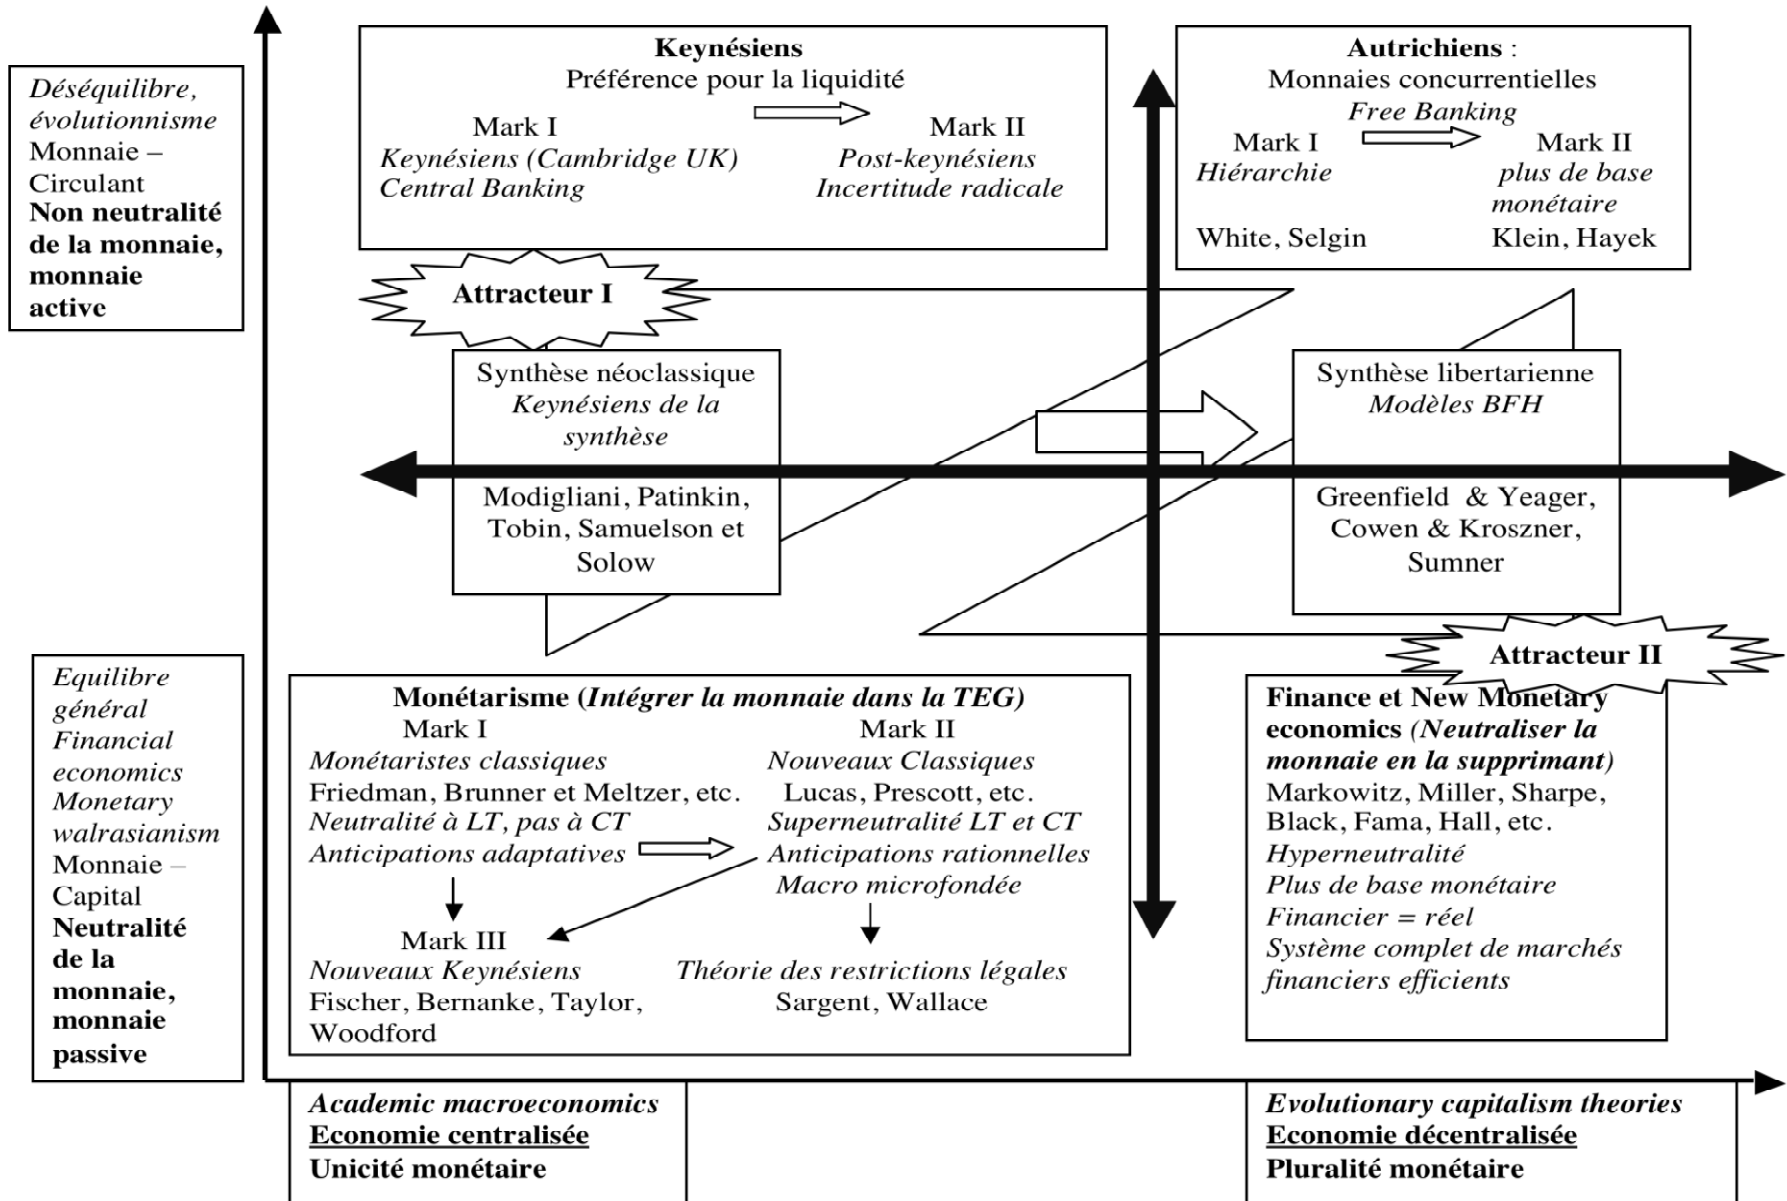 Keynésiens
Préférence pour la liquidité
Mark I
Mark II
Keynésiens (Cambridge UK)
Central Banking
Post-keynésiens
Incertitude radicale
Autrichiens :
Monnaies concurrentielles
Free Banking
Mark I
Hiérarchie
White, Selgin
Mark II
plus de base
monétaire
Klein, Hayek
Déséquilibre,
évolutionnisme
Monnaie –
Circulant
Non neutralité
de la monnaie,
monnaie
active
Attracteur I
Synthèse néoclassique
Keynésiens de la
synthèse
Modigliani, Patinkin,
Tobin, Samuelson et
Solow
Synthèse libertarienne
Modèles BFH
Greenfield & Yeager,
Cowen & Kroszner,
Sumner
Attracteur II
Equilibre
général
Financial
economics
Monetary
walrasianism
Monnaie –
Capital
Neutralité
de la
monnaie,
monnaie
passive
Monétarisme (Intégrer la monnaie dans la TEG)
Mark I
Monétaristes classiques
Friedman, Brunner et Meltzer, etc.
Neutralité à LT, pas à CT
Anticipations adaptatives
Mark II
Nouveaux Classiques
Lucas, Prescott, etc.
Superneutralité LT et CT
Anticipations rationnelles
Macro microfondée
Mark III
Nouveaux Keynésiens
Fischer, Bernanke, Taylor,
Woodford
Théorie des restrictions légales
Sargent, Wallace
Finance et New Monetary
economics (Neutraliser la
monnaie en la supprimant)
Markowitz, Miller, Sharpe,
Black, Fama, Hall, etc.
Hyperneutralité
Plus de base monétaire
Financier = réel
Système complet de marchés
financiers efficients
Academic macroeconomics
Economie centralisée
Unicité monétaire
Evolutionary capitalism theories
Economie décentralisée
Pluralité monétaire